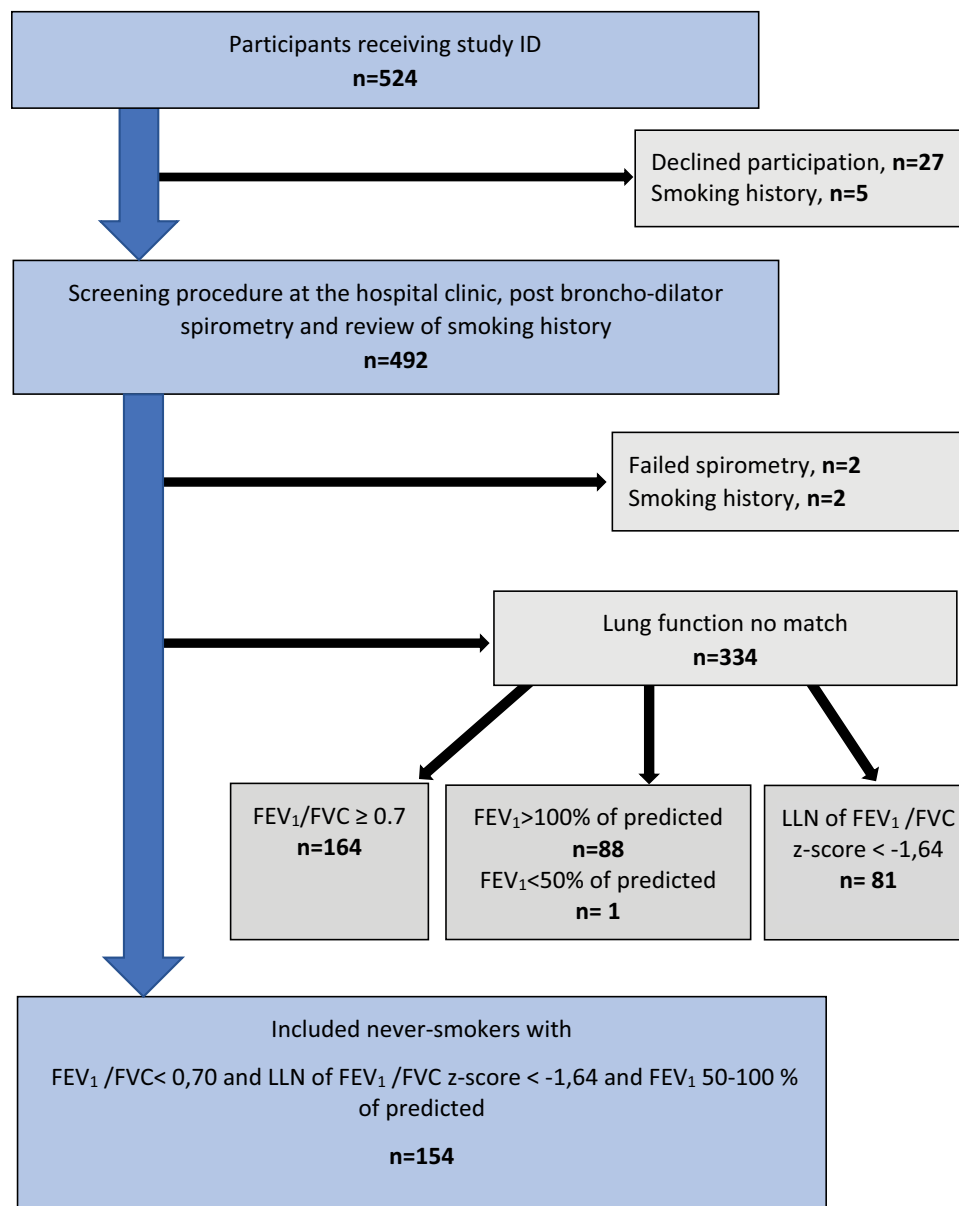 Participants receiving study ID
n=524
Declined participation, n=27
Smoking history, n=5
Screening procedure at the hospital clinic, post broncho-dilator
spirometry and review of smoking history
n=492
Failed spirometry, n=2
Smoking history, n=2
Lung function no match
n=334
FEV₁/FVC ≥ 0.7
n=164
FEV₁>100% of predicted
n=88
FEV₁<50% of predicted
n= 1
LLN of FEV₁ /FVC
z-score < -1,64
n= 81
Included never-smokers with
FEV₁ /FVC< 0,70 and LLN of FEV₁ /FVC z-score < -1,64 and FEV₁ 50-100 %
of predicted
n=154